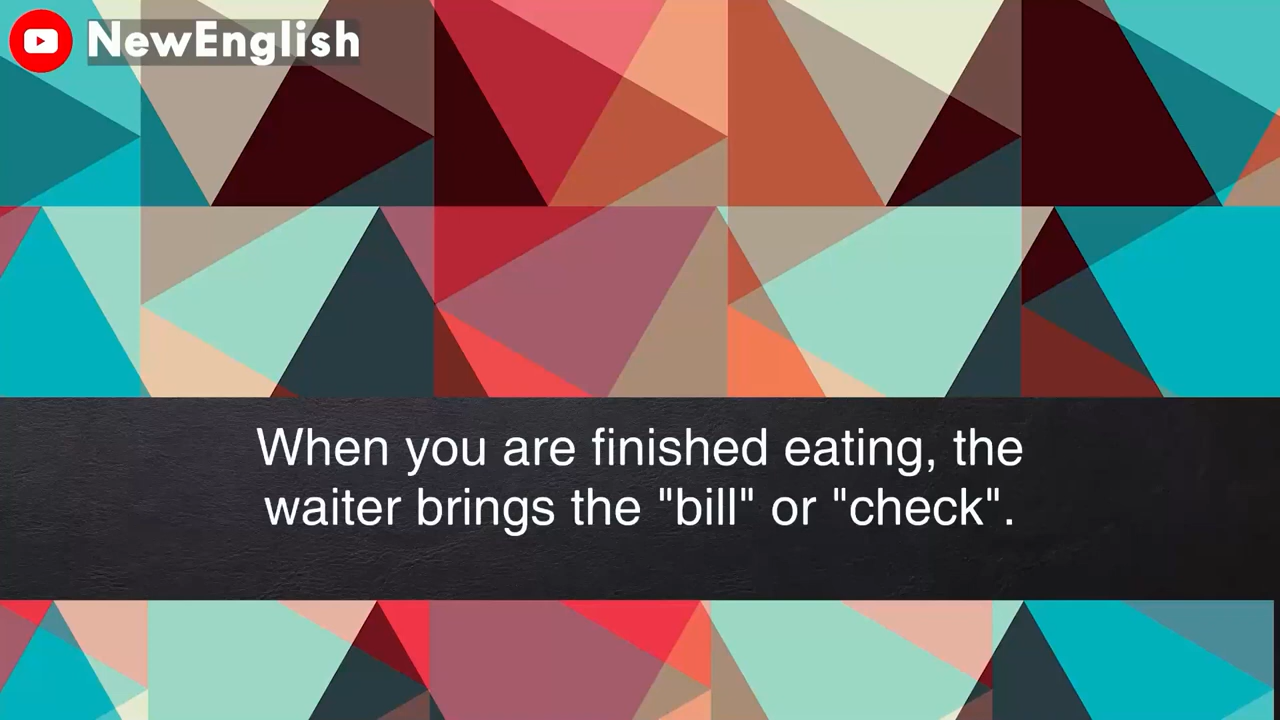 NewEnglish
When you are finished eating, the
waiter brings the "bill" or "check".